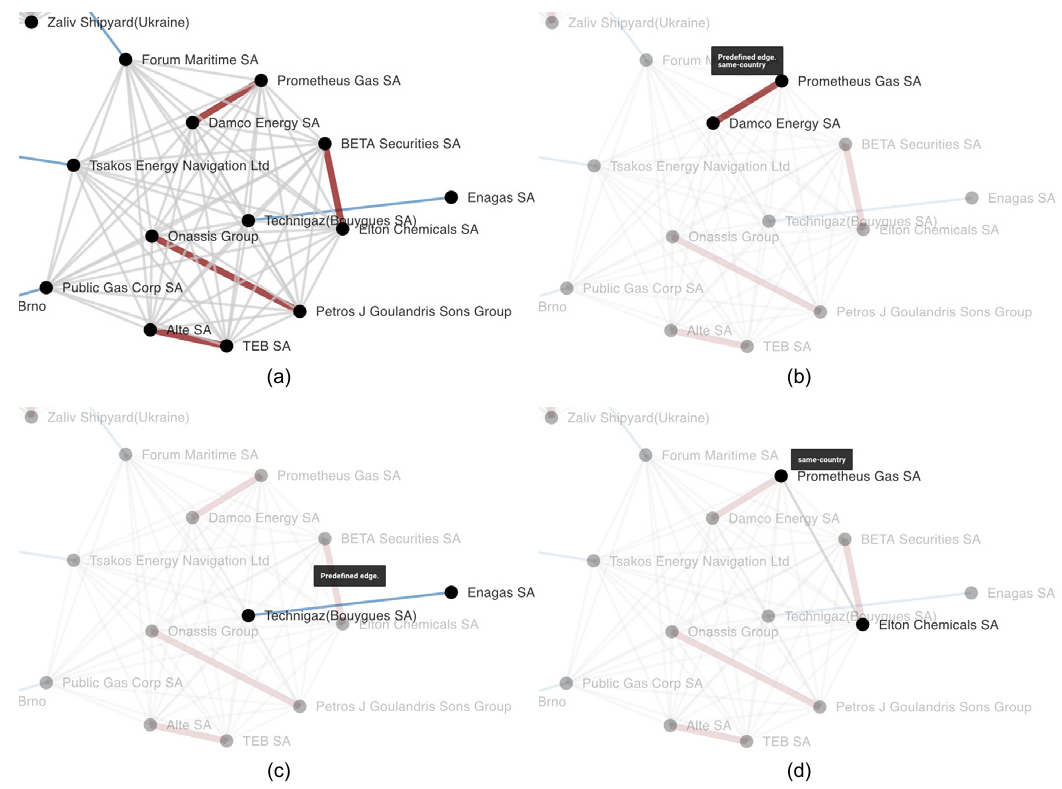 Zaliv Shipyard(Ukraine)
Forum Maritime SA
Prometheus Gas SA
Damco Energy SA
BETA Securities SA
Tsakos Energy Navigation Ltd
Enagas SA
Technigaz(Bouygues SA)
Elton Chemicals SA
Onassis Group
Public Gas Corp SA
Brno
Petros J Goulandris Sons Group
Alte SA
TEB SA
(a)
Zaliv Shipyard(Ukraine)
Forum M
Predefined edge.
same-country
Prometheus Gas SA
Damco Energy SA
BETA Securities SA
Tsakos Energy Navigation Ltd
Enagas SA
Technigaz(Bouygues SA)
Elton Chemicals SA
Onassis Group
Public Gas Corp SA
Brno
Petros J Goulandris Sons Group
Alte SA
TEB SA
(b)
Zaliv Shipyard(Ukraine)
Forum Maritime SA
Prometheus Gas SA
Damco Energy SA
BETA Securities SA
Tsakos Energy Navigation Ltd
Predefined edge.
Enagas SA
Technigaz(Bouygues SA)
Elton Chemicals SA
Onassis Group
Public Gas Corp SA
Brno
Petros J Goulandris Sons Group
Alte SA
TEB SA
(c)
Zaliv Shipyard(Ukraine)
Forum Maritime SA
same-country
Prometheus Gas SA
Damco Energy SA
BETA Securities SA
Tsakos Energy Navigation Ltd
Enagas SA
Technigaz(Bouygues SA)
Elton Chemicals SA
Onassis Group
Public Gas Corp SA
Brno
Petros J Goulandris Sons Group
Alte SA
TEB SA
(d)